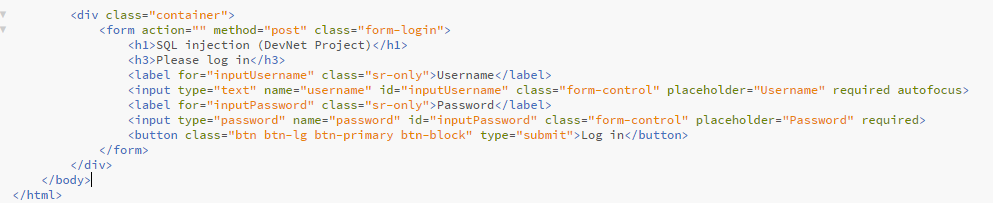 <div class="container">
<form action="" method="post" class="form-login">
<h1>SQL injection (DevNet Project)</h1>
<h3>Please log in</h3>
<label for="inputUsername" class="sr-only">Username</label>
<input type="text" name="username" id="inputUsername" class="form-control" placeholder="Username" required autofocus>
<label for="inputPassword" class="sr-only">Password</label>
<input type="password" name="password" id="inputPassword" class="form-control" placeholder="Password" required>
<button class="btn btn-lg btn-primary btn-block" type="submit">Log in</button>
</form>
</div>
</body>
</html>